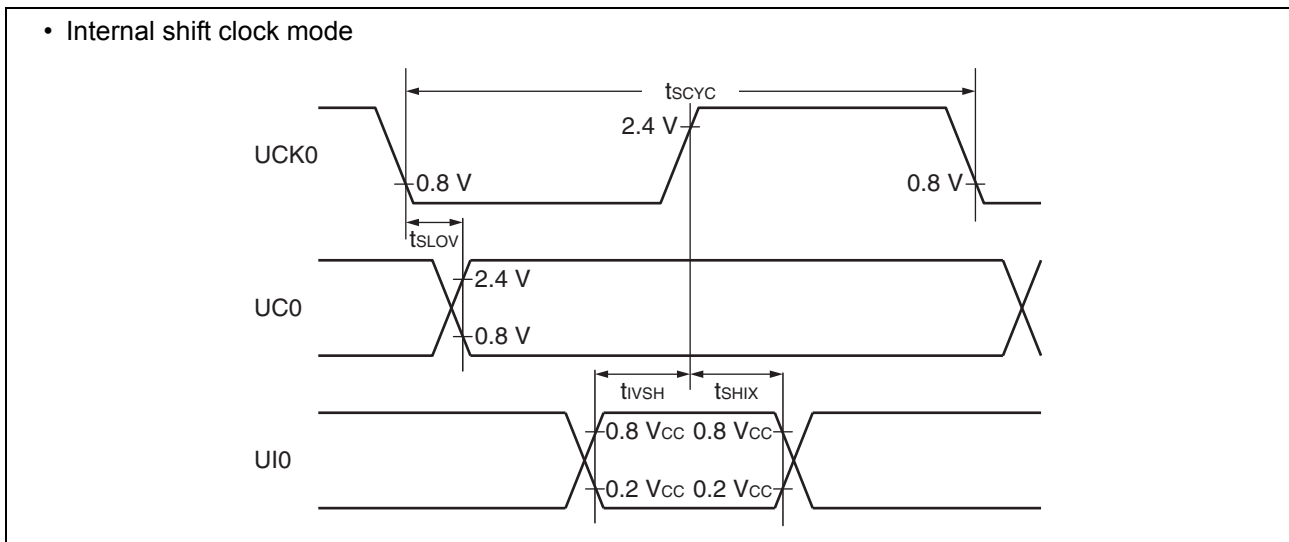 • Internal shift clock mode
tSCYC
2.4 V
UCK0
0.8 V
0.8 V
tSLOV
2.4 V
UC0
0.8 V
tIVSH
tSHIX
0.8 VCC 0.8 VCC
UI0
0.2 VCC 0.2 VCC